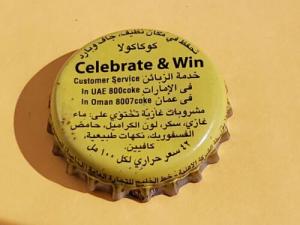 تحفظ في مكان نظيف، جاف وبارد
كوكاكولا
Celebrate & Win
Customer Service خدمة الزبائن
In UAE 800coke في الإمارات
In Oman 8007coke في عمان
مشروبات غازية تحتوي على: ماء
غازي، سكر، لون الكراميل، حامض
الفسفوريك، نكهات طبيعية،
كافيين.
٤٢ سعر حراري لكل ١٠٠ مل